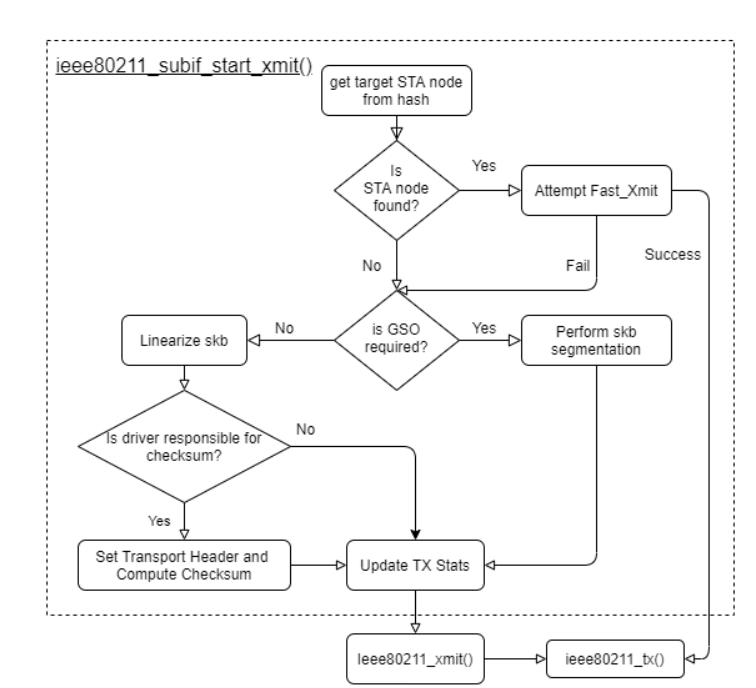 ieee80211_subif_start_xmit()
get target STA node
from hash
Is
STA node
found?
Yes
Attempt Fast_Xmit
No
Fail
Success
is GSO
required?
No
Yes
Linearize skb
Perform skb
segmentation
Is driver responsible for
checksum?
No
Yes
Set Transport Header and
Compute Checksum
Update TX Stats
Ieee80211_xmit()
ieee80211_tx()